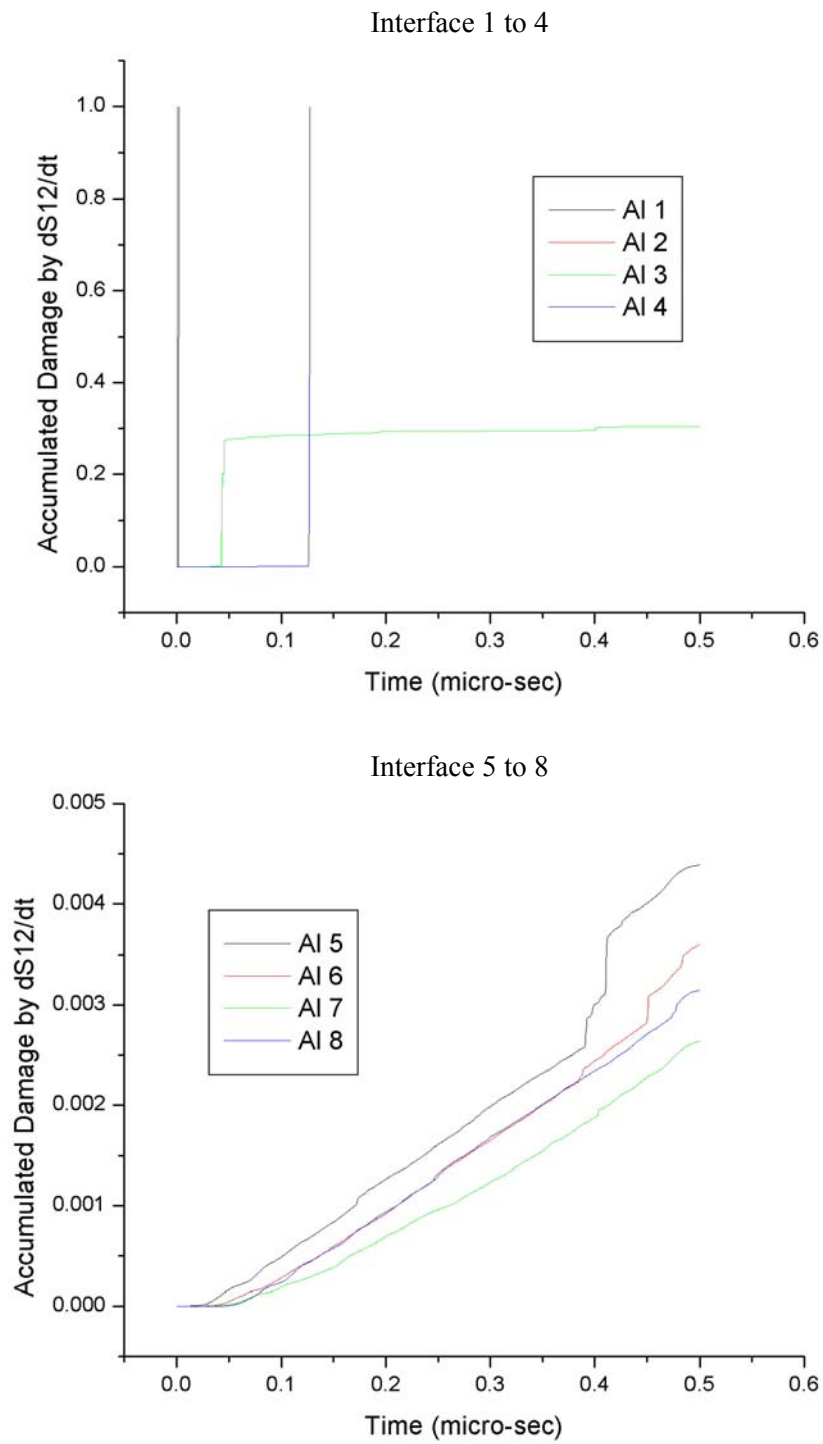 Interface 1 to 4
1.0
0.8
0.6
0.4
0.2
0.0
Accumulated Damage by dS12/dt
Al 1
Al 2
Al 3
Al 4
0.0 0.1 0.2 0.3 0.4 0.5 0.6
Time (micro-sec)
Interface 5 to 8
0.005
0.004
0.003
0.002
0.001
0.000
Accumulated Damage by dS12/dt
Al 5
Al 6
Al 7
Al 8
0.0 0.1 0.2 0.3 0.4 0.5 0.6
Time (micro-sec)